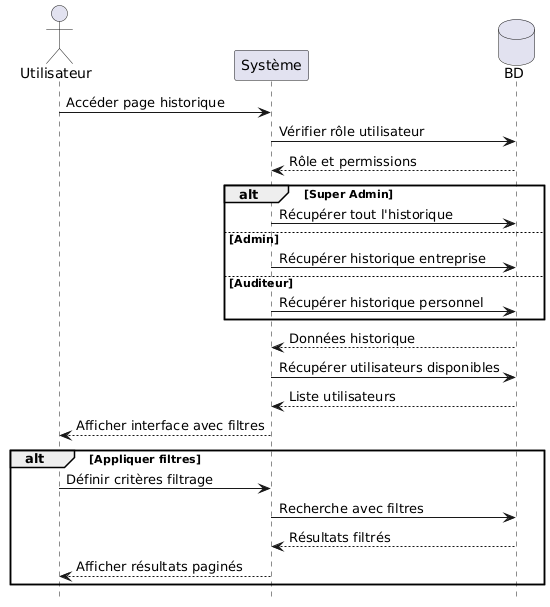 Utilisateur
Système
BD
Accéder page historique
Vérifier rôle utilisateur
Rôle et permissions
alt [Super Admin]
Récupérer tout l'historique
[Admin]
Récupérer historique entreprise
[Auditeur]
Récupérer historique personnel
Données historique
Récupérer utilisateurs disponibles
Liste utilisateurs
Afficher interface avec filtres
alt [Appliquer filtres]
Définir critères filtrage
Recherche avec filtres
Résultats filtrés
Afficher résultats paginés